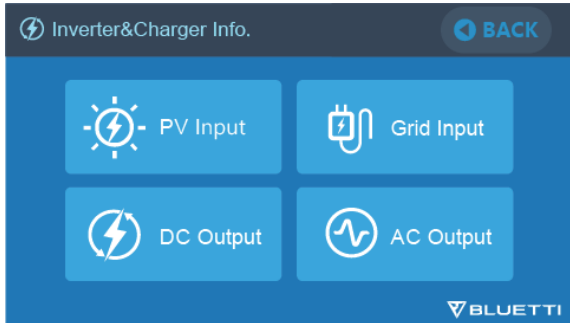 Inverter&Charger Info.
BACK
PV Input
Grid Input
DC Output
AC Output
BLUETTI